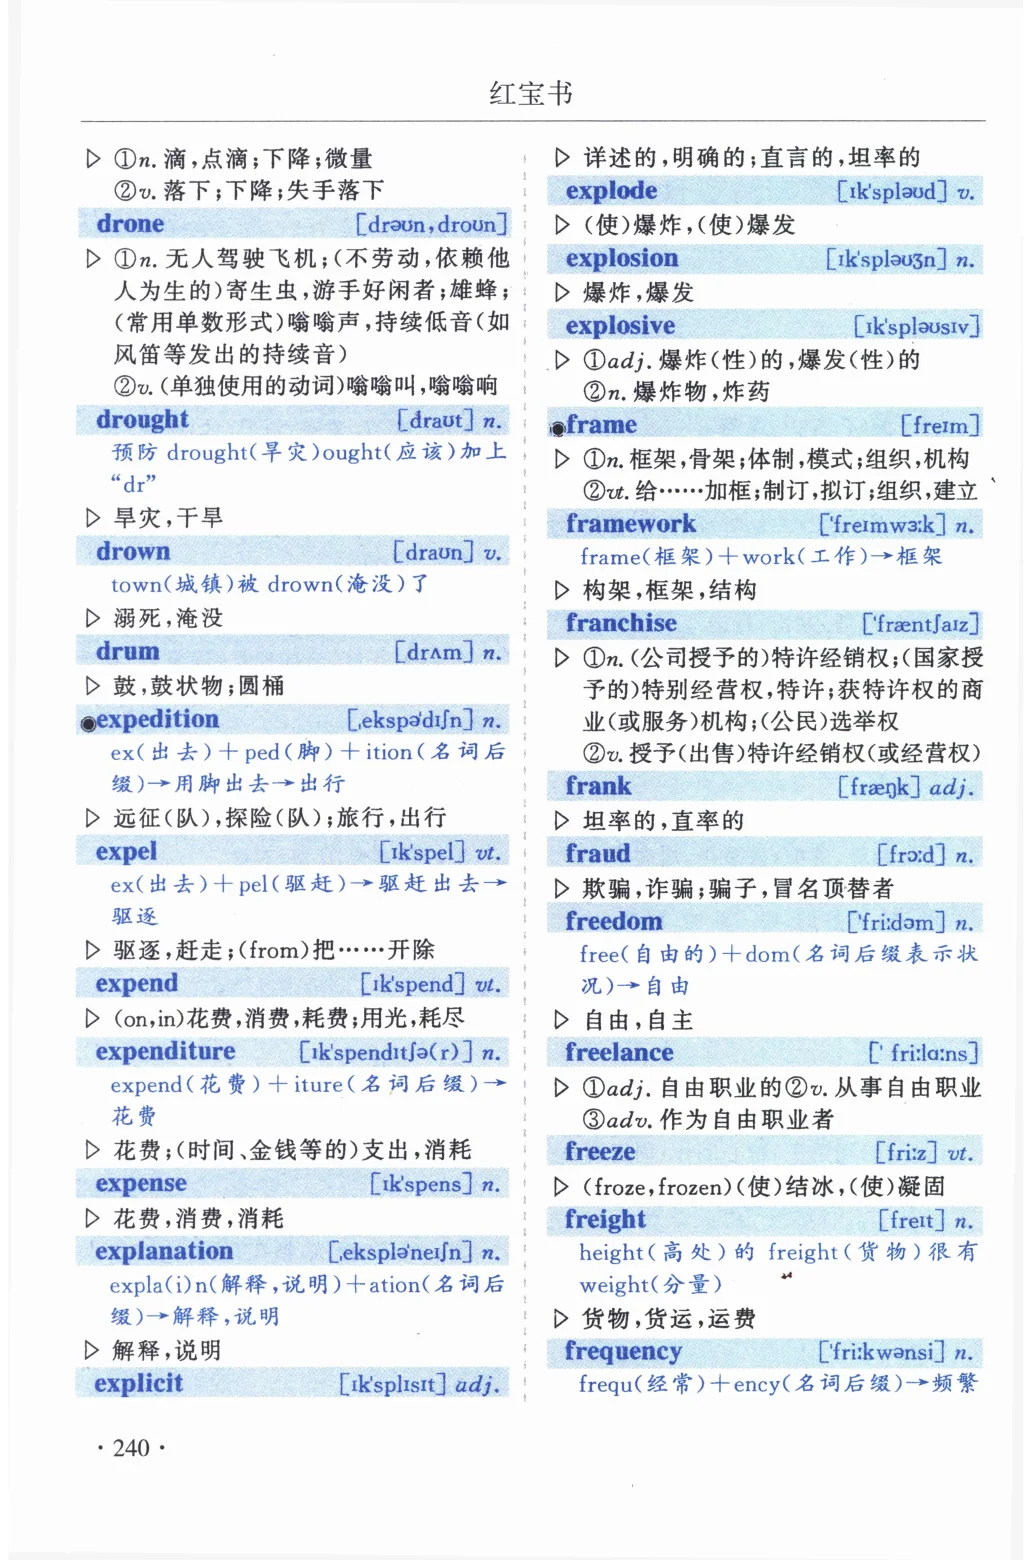 红宝书
▷ ①n. 滴,点滴;下降;微量
②v. 落下;下降;失手落下
drone [drəʊn,droʊn]
▷ ①n. 无人驾驶飞机;(不劳动,依赖他
人为生的)寄生虫,游手好闲者;雄蜂;
(常用单数形式)嗡嗡声,持续低音(如
风笛等发出的持续音)
②v. (单独使用的动词)嗡嗡叫,嗡嗡响
drought [draʊt] n.
预防 drought(旱灾)ought(应该)加上
“dr”
▷ 旱灾,干旱
drown [draʊn] v.
town(城镇)被 drown(淹没)了
▷ 溺死,淹没
drum [drʌm] n.
▷ 鼓,鼓状物;圆桶
expedition [ˌekspə'dɪʃn] n.
ex(出去)+ped(脚)+ition(名词后
缀)→用脚出去→出行
▷ 远征(队),探险(队);旅行,出行
expel [ɪk'spel] vt.
ex(出去)+pel(驱赶)→驱赶出去→
驱逐
▷ 驱逐,赶走;(from)把……开除
expend [ɪk'spend] vt.
▷ (on,in)花费,消费,耗费;用光,耗尽
expenditure [ɪk'spendɪtʃə(r)] n.
expend(花费)+iture(名词后缀)→
花费
▷ 花费;(时间、金钱等的)支出,消耗
expense [ɪk'spens] n.
▷ 花费,消费,消耗
explanation [ˌeksplə'neɪʃn] n.
expla(i)n(解释,说明)+ation(名词后
缀)→解释,说明
▷ 解释,说明
explicit [ɪk'splɪsɪt] adj.
▷ 详述的,明确的;直言的,坦率的
explode [ɪk'spləʊd] v.
▷ (使)爆炸,(使)爆发
explosion [ɪk'spləʊʒn] n.
▷ 爆炸,爆发
explosive [ɪk'spləʊsɪv]
▷ ①adj. 爆炸(性)的,爆发(性)的
②n. 爆炸物,炸药
frame [freɪm]
▷ ①n. 框架,骨架;体制,模式;组织,机构
②vt. 给……加框;制订,拟订;组织,建立
framework ['freɪmwɜːk] n.
frame(框架)+work(工作)→框架
▷ 构架,框架,结构
franchise ['fræntʃaɪz]
▷ ①n. (公司授予的)特许经销权;(国家授
予的)特别经营权,特许;获特许权的商
业(或服务)机构;(公民)选举权
②v. 授予(出售)特许经销权(或经营权)
frank [fræŋk] adj.
▷ 坦率的,直率的
fraud [frɔːd] n.
▷ 欺骗,诈骗;骗子,冒名顶替者
freedom ['friːdəm] n.
free(自由的)+dom(名词后缀表示状
况)→自由
▷ 自由,自主
freelance [' friːlɑːns]
▷ ①adj. 自由职业的②v. 从事自由职业
③adv. 作为自由职业者
freeze [friːz] vt.
▷ (froze,frozen)(使)结冰,(使)凝固
freight [freɪt] n.
height(高处)的 freight(货物)很有
weight(分量)
▷ 货物,货运,运费
frequency ['friːkwənsi] n.
frequ(经常)+ency(名词后缀)→频繁
·240·